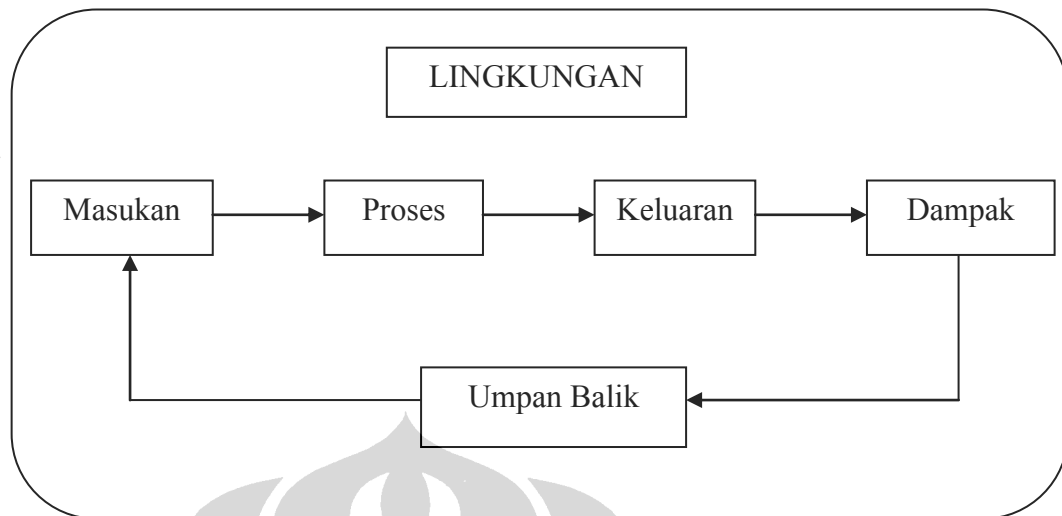 LINGKUNGAN
Masukan
Proses
Keluaran
Dampak
Umpan Balik